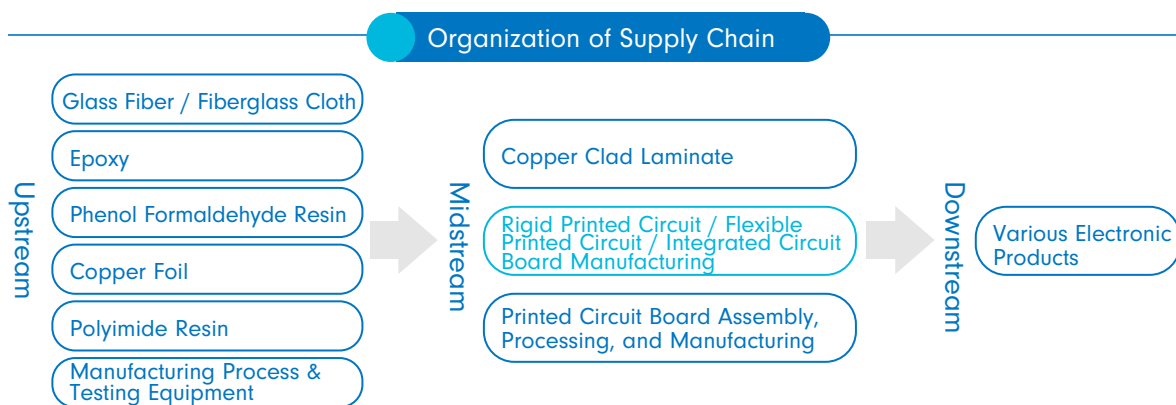 Organization of Supply Chain
Upstream
Glass Fiber / Fiberglass Cloth
Epoxy
Phenol Formaldehyde Resin
Copper Foil
Polyimide Resin
Manufacturing Process &
Testing Equipment
Midstream
Copper Clad Laminate
Rigid Printed Circuit / Flexible
Printed Circuit / Integrated Circuit
Board Manufacturing
Printed Circuit Board Assembly,
Processing, and Manufacturing
Downstream
Various Electronic
Products